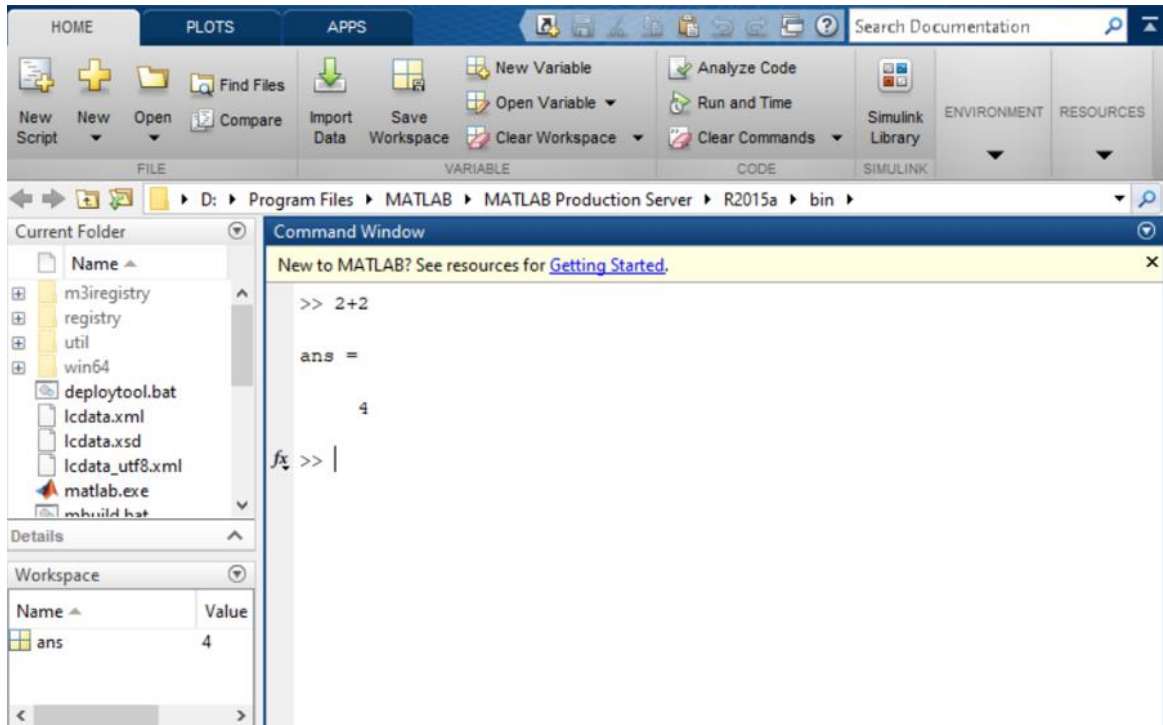 HOME PLOTS APPS Search Documentation
New Script
New
Open
Find Files
Compare
Import Data
Save Workspace
New Variable
Open Variable
Clear Workspace
Analyze Code
Run and Time
Clear Commands
Simulink Library
ENVIRONMENT
RESOURCES
FILE VARIABLE CODE SIMULINK
D: Program Files MATLAB MATLAB Production Server R2015a bin
Current Folder
Name
m3iregistry
registry
util
win64
deploytool.bat
lcdata.xml
lcdata.xsd
lcdata_utf8.xml
matlab.exe
mbuild.bat
Details
Workspace
Name Value
ans 4
Command Window
New to MATLAB? See resources for Getting Started.
>> 2+2
ans =
4
fx >>